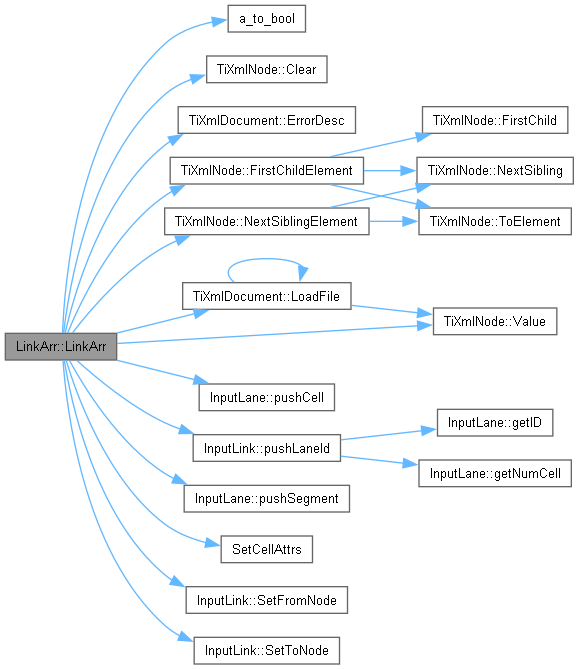 LinkArr::LinkArr
a_to_bool
TiXmlNode::Clear
TiXmlDocument::ErrorDesc
TiXmlNode::FirstChildElement
TiXmlNode::FirstChild
TiXmlNode::NextSibling
TiXmlNode::ToElement
TiXmlNode::NextSiblingElement
TiXmlDocument::LoadFile
TiXmlNode::Value
InputLane::pushCell
InputLink::pushLaneId
InputLane::getID
InputLane::getNumCell
InputLane::pushSegment
SetCellAttrs
InputLink::SetFromNode
InputLink::SetToNode